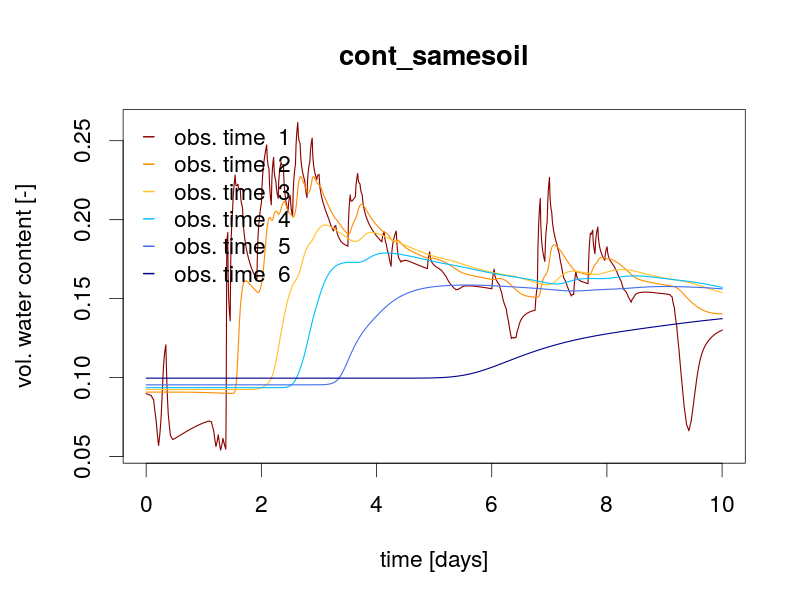 cont_samesoil
vol. water content [-]
0.25
0.20
0.15
0.10
0.05
obs. time 1
obs. time 2
obs. time 3
obs. time 4
obs. time 5
obs. time 6
0 2 4 6 8 10
time [days]